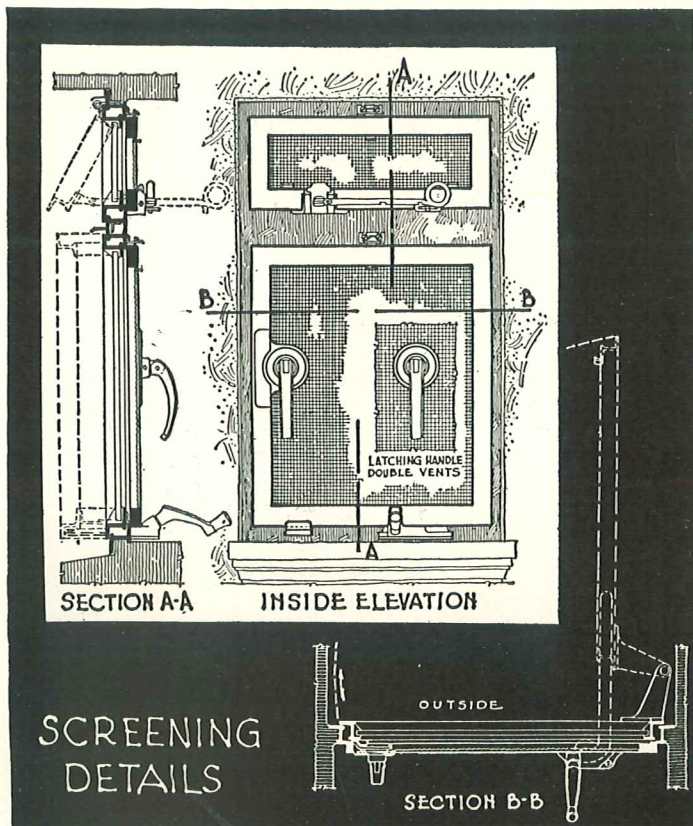 A
B
B
LATCHING HANDLE
DOUBLE VENTS
A
SECTION A-A
INSIDE ELEVATION
OUTSIDE
SCREENING
DETAILS
SECTION B-B